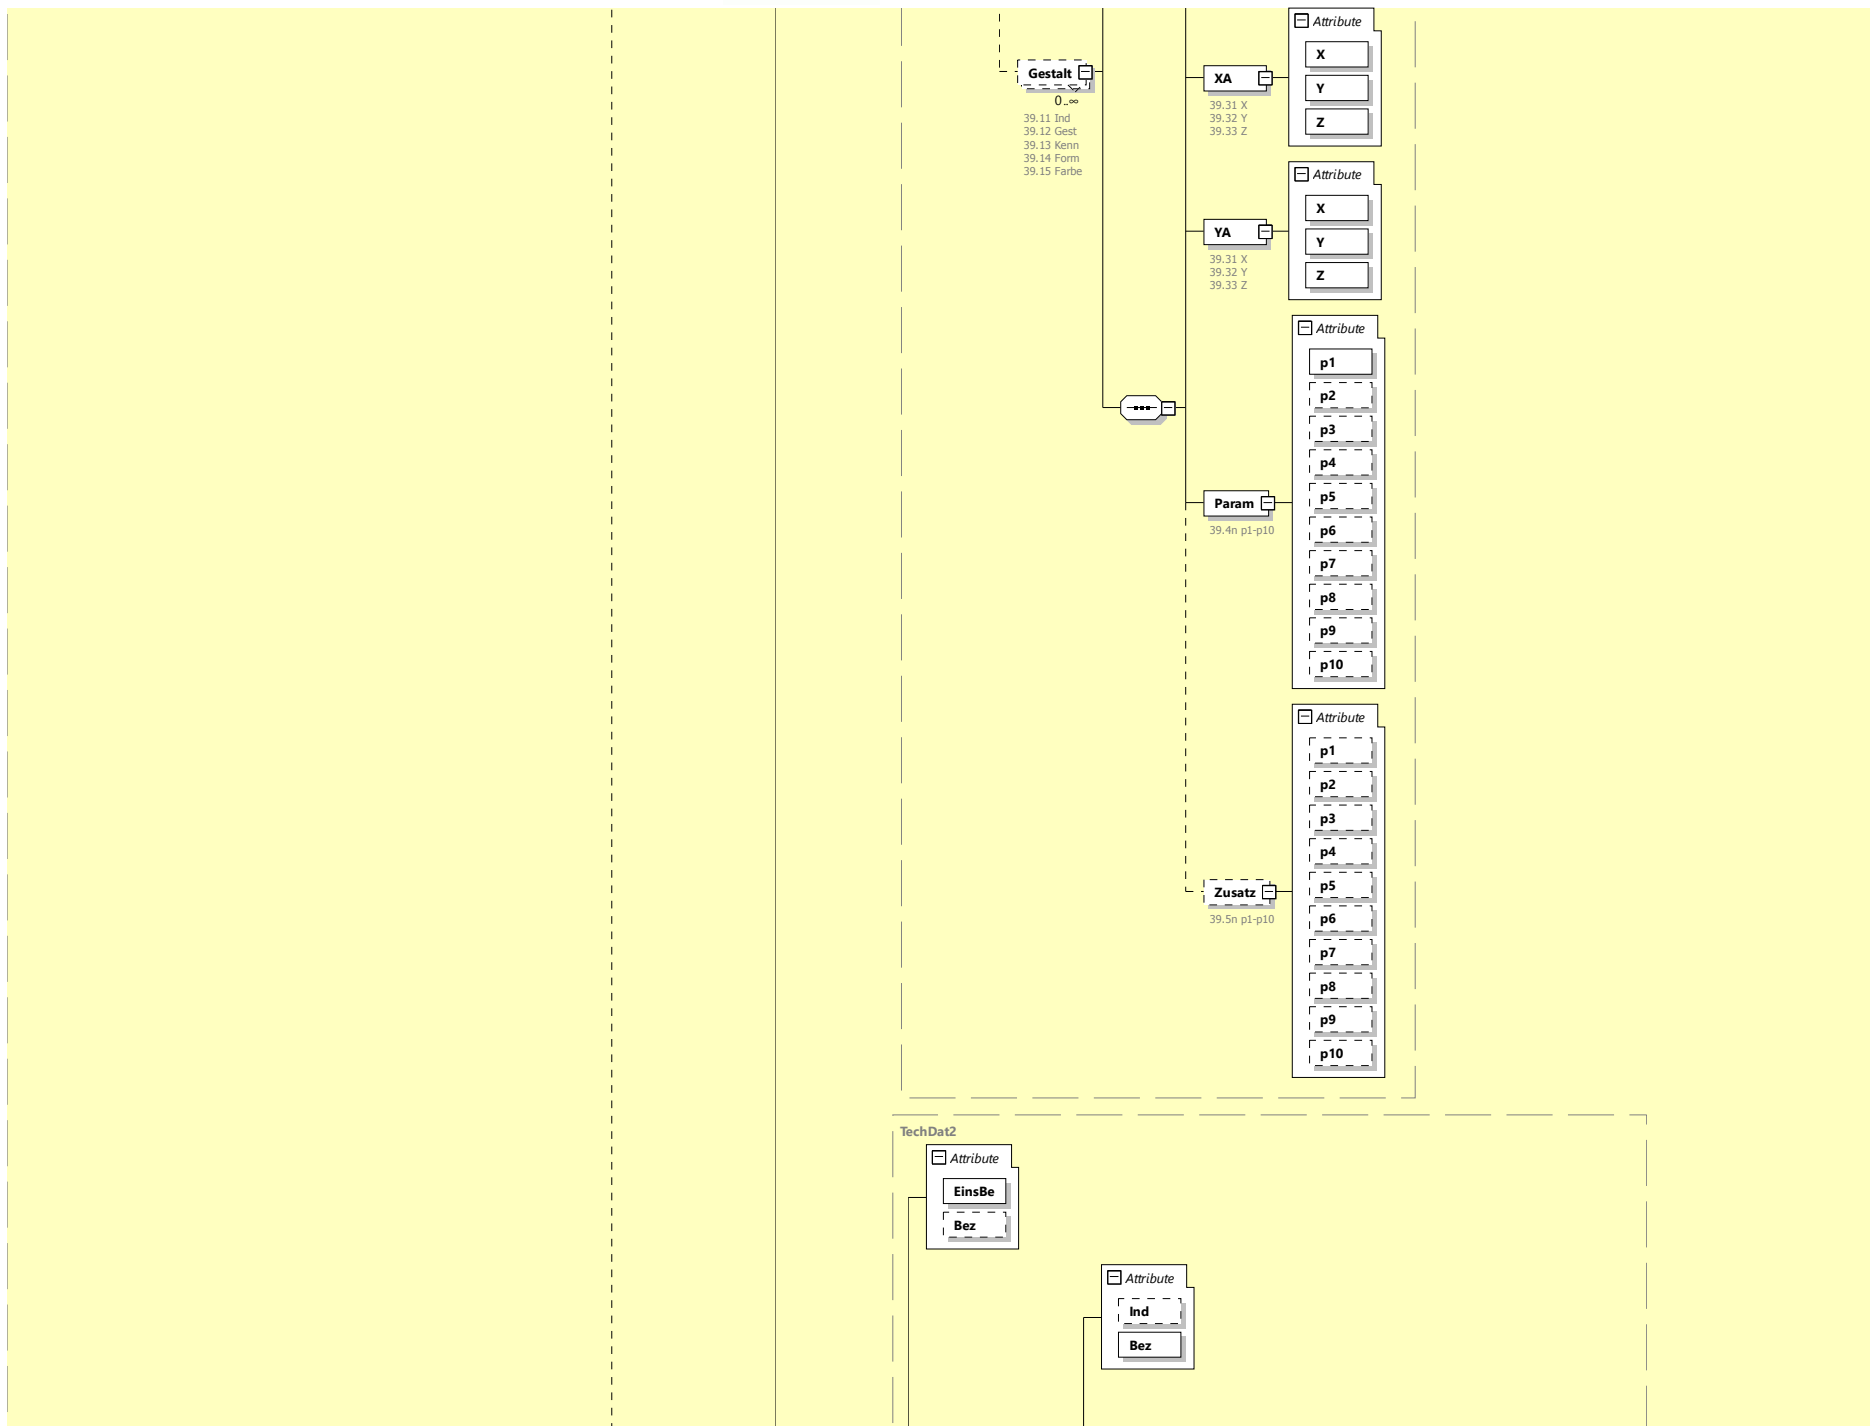 Gestalt
0..∞
39.11 Ind
39.12 Gest
39.13 Kenn
39.14 Form
39.15 Farbe
XA
39.31 X
39.32 Y
39.33 Z
Attribute
X
Y
Z
YA
39.31 X
39.32 Y
39.33 Z
Attribute
X
Y
Z
Param
39.4n p1-p10
Attribute
p1
p2
p3
p4
p5
p6
p7
p8
p9
p10
Zusatz
39.5n p1-p10
Attribute
p1
p2
p3
p4
p5
p6
p7
p8
p9
p10
TechDat2
Attribute
EinsBe
Bez
Attribute
Ind
Bez